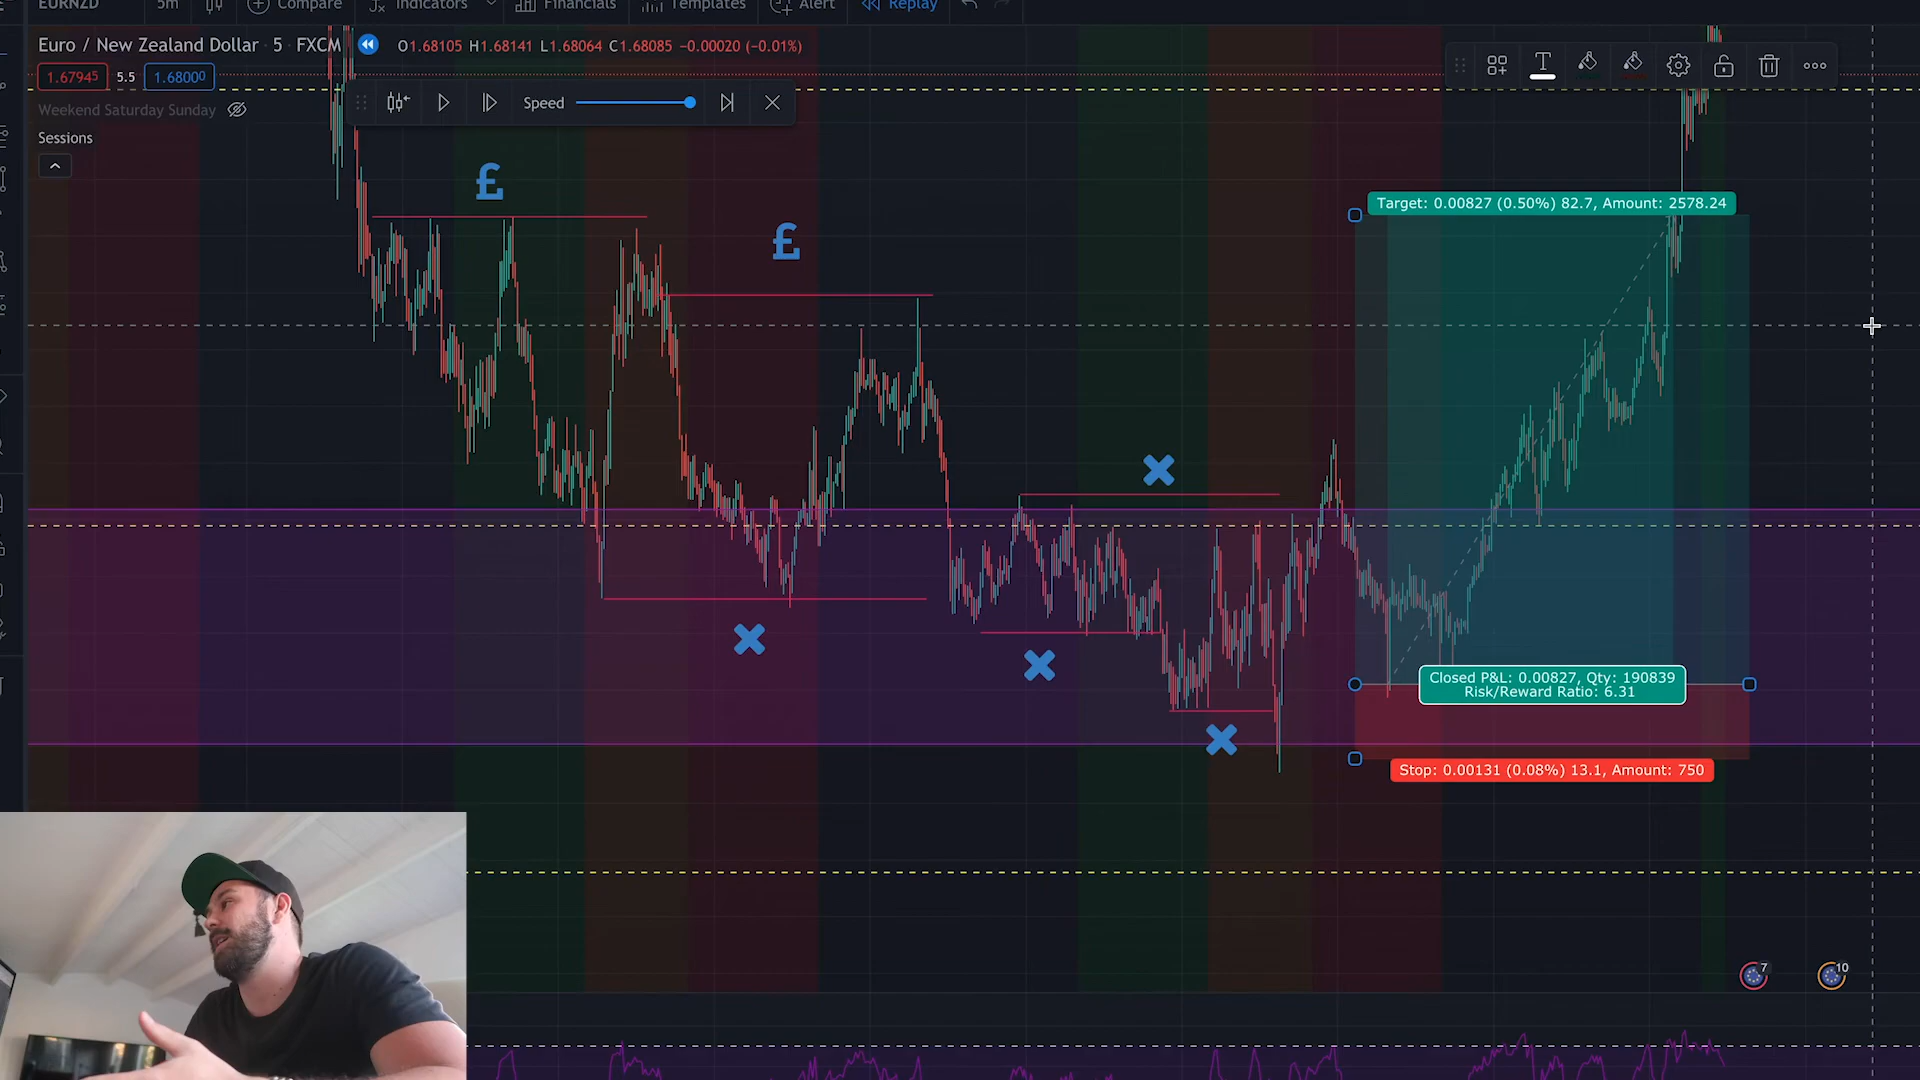 EURNZD 5m Compare Indicators Financials Templates Alert Replay
Euro / New Zealand Dollar · 5 · FXCM O1.68105 H1.68141 L1.68064 C1.68085 −0.00020 (−0.01%)
1.67945 5.5 1.68000
Speed
Weekend Saturday Sunday
Sessions
£
£
Target: 0.00827 (0.50%) 82.7, Amount: 2578.24
Closed P&L: 0.00827, Qty: 190839
Risk/Reward Ratio: 6.31
Stop: 0.00131 (0.08%) 13.1, Amount: 750
7 10